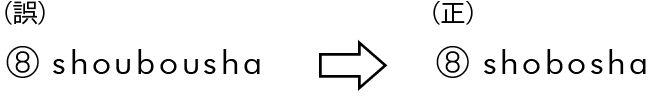 （誤） （正）
⑧ shoubousha ⇨ ⑧ shobosha